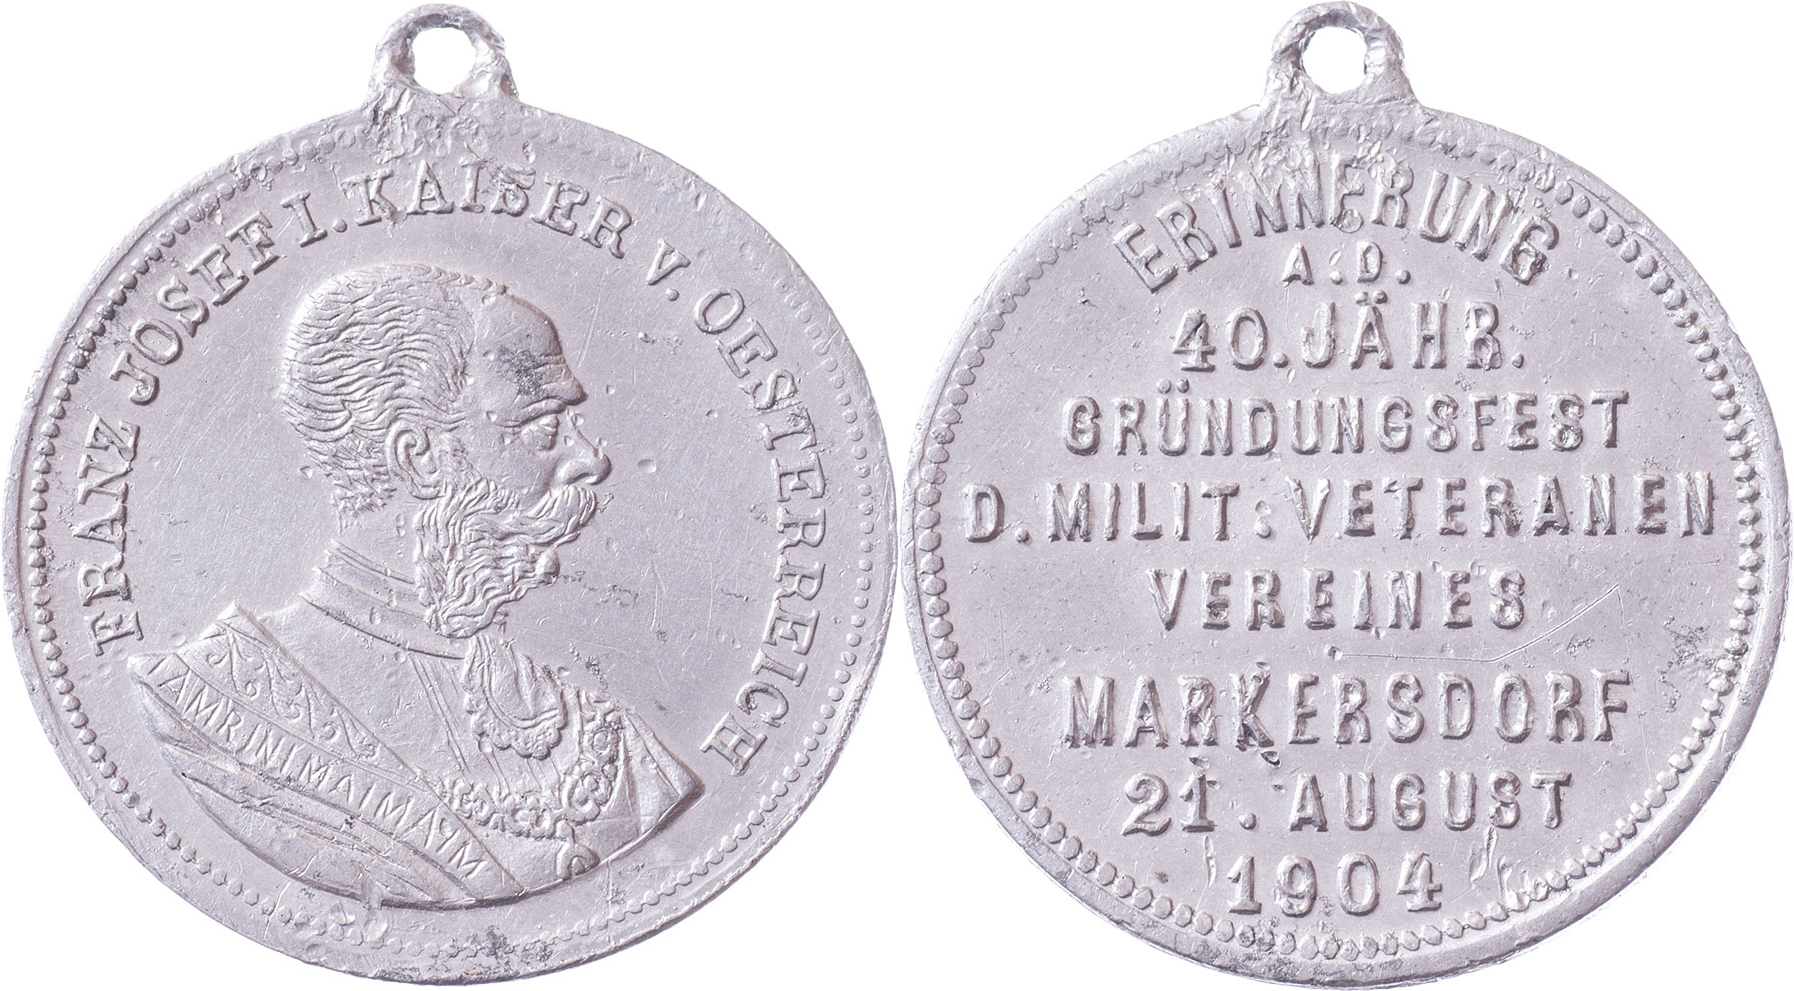 FRANZ JOSEF I. KAISER V. OESTERREICH
ERINNERUNG
A. D.
40. JÄHR.
GRÜNDUNGSFEST
D. MILIT: VETERANEN
VEREINES
MARKERSDORF
21. AUGUST
1904